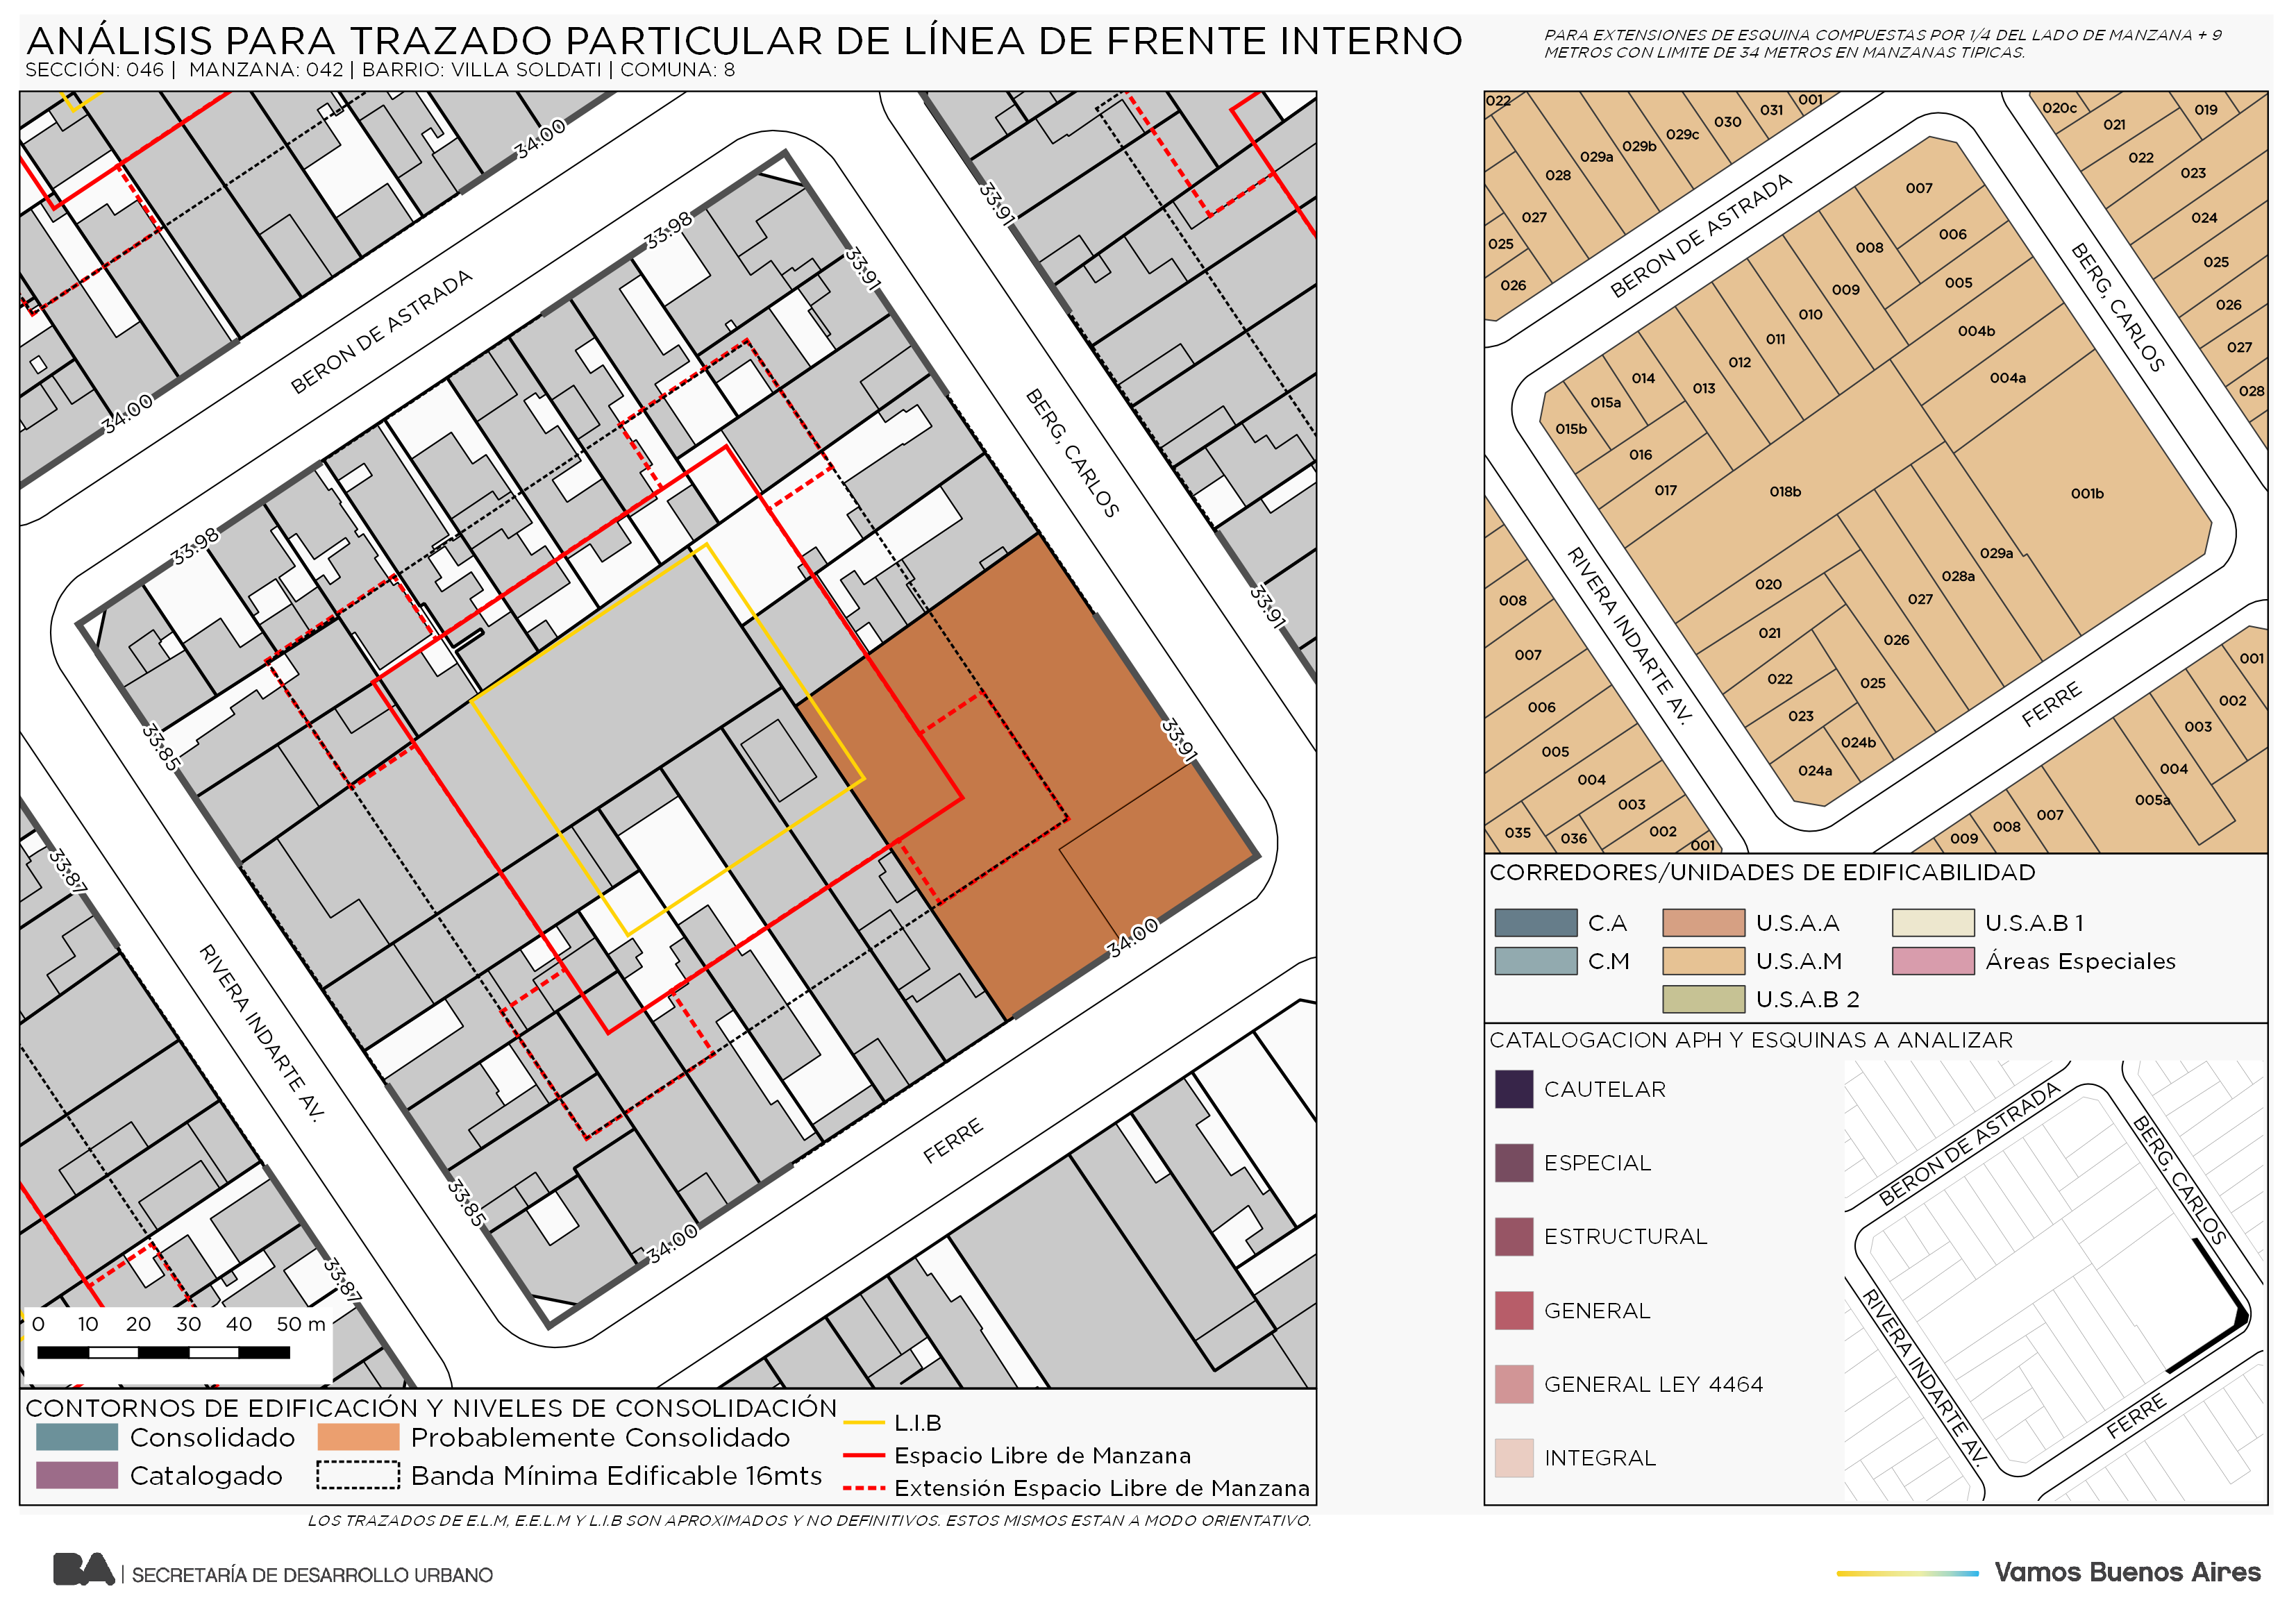 ANÁLISIS PARA TRAZADO PARTICULAR DE LÍNEA DE FRENTE INTERNO
SECCIÓN: 046 | MANZANA: 042 | BARRIO: VILLA SOLDATI | COMUNA: 8
PARA EXTENSIONES DE ESQUINA COMPUESTAS POR 1/4 DEL LADO DE MANZANA + 9
METROS CON LIMITE DE 34 METROS EN MANZANAS TIPICAS.
34.00
34.00
33.98
33.98
33.91
33.91
33.91
33.91
33.85
33.85
33.87
33.87
34.00
34.00
BERON DE ASTRADA
BERG, CARLOS
RIVERA INDARTE AV.
FERRE
0 10 20 30 40 50 m
CONTORNOS DE EDIFICACIÓN Y NIVELES DE CONSOLIDACIÓN
Consolidado
Probablemente Consolidado
Catalogado
Banda Mínima Edificable 16mts
L.I.B
Espacio Libre de Manzana
Extensión Espacio Libre de Manzana
LOS TRAZADOS DE E.L.M, E.E.L.M Y L.I.B SON APROXIMADOS Y NO DEFINITIVOS. ESTOS MISMOS ESTAN A MODO ORIENTATIVO.
022
028
029a
029b
029c
030
031
001
027
025
026
020c
021
019
022
023
024
025
026
027
028
BERON DE ASTRADA
BERG, CARLOS
RIVERA INDARTE AV.
FERRE
007
006
008
005
009
004b
010
011
004a
012
013
014
015a
015b
016
017
018b
001b
029a
028a
020
027
021
026
022
025
023
024b
024a
008
007
006
005
004
003
002
001
035
036
001
002
003
004
005a
007
008
009
CORREDORES/UNIDADES DE EDIFICABILIDAD
C.A
U.S.A.A
U.S.A.B 1
C.M
U.S.A.M
Áreas Especiales
U.S.A.B 2
CATALOGACION APH Y ESQUINAS A ANALIZAR
CAUTELAR
ESPECIAL
ESTRUCTURAL
GENERAL
GENERAL LEY 4464
INTEGRAL
BERON DE ASTRADA
BERG, CARLOS
RIVERA INDARTE AV.
FERRE
BA | SECRETARÍA DE DESARROLLO URBANO
Vamos Buenos Aires